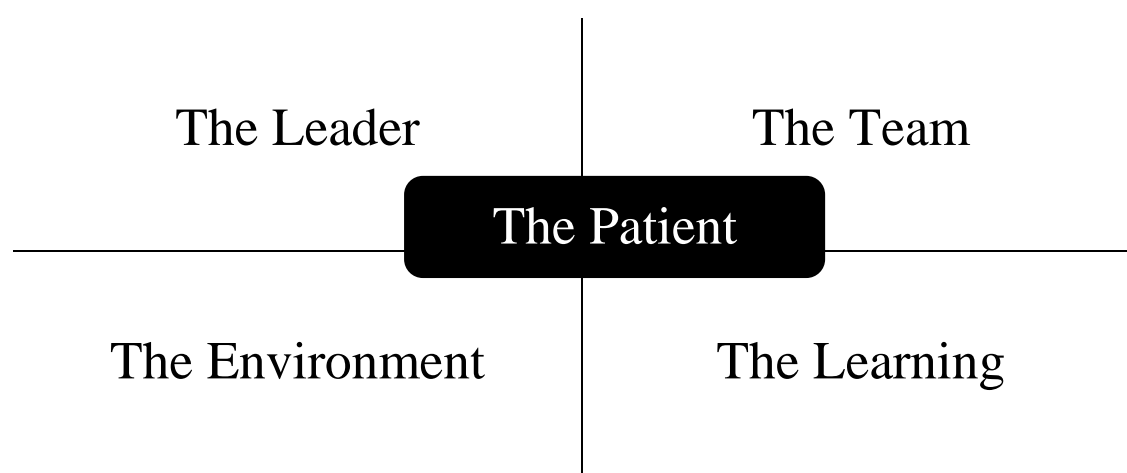 The Leader
The Team
The Patient
The Environment
The Learning